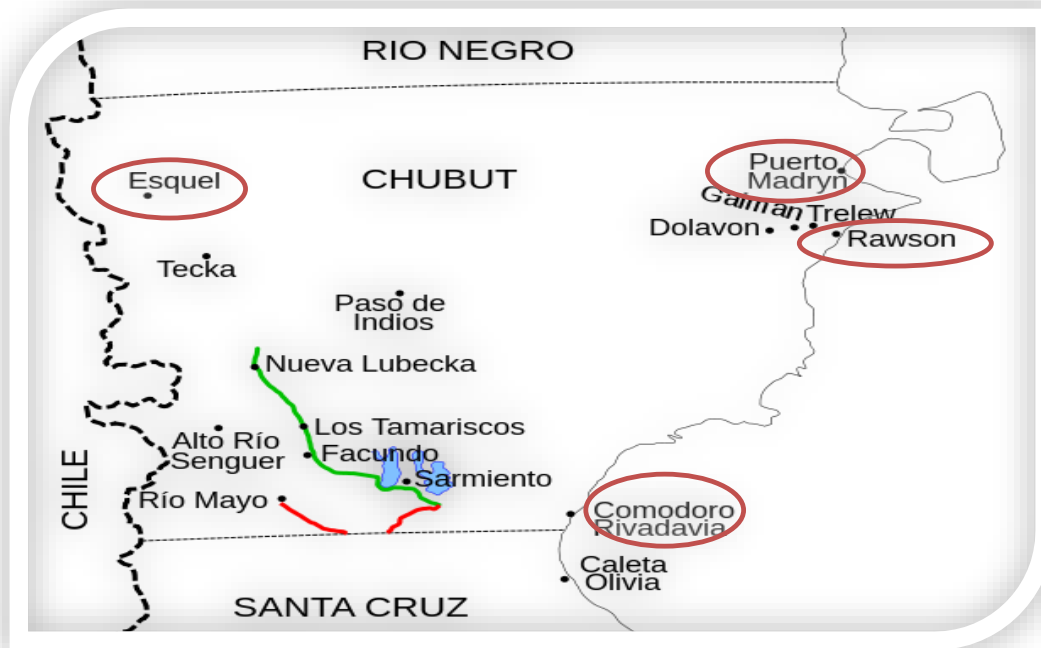 RIO NEGRO
Esquel
CHUBUT
Puerto
Madryn
Gaiman
Trelew
Dolavon
Rawson
Tecka
Paso de
Indios
Nueva Lubecka
Los Tamariscos
Alto Río
Senguer
Facundo
Sarmiento
Río Mayo
CHILE
Comodoro
Rivadavia
Caleta
Olivia
SANTA CRUZ